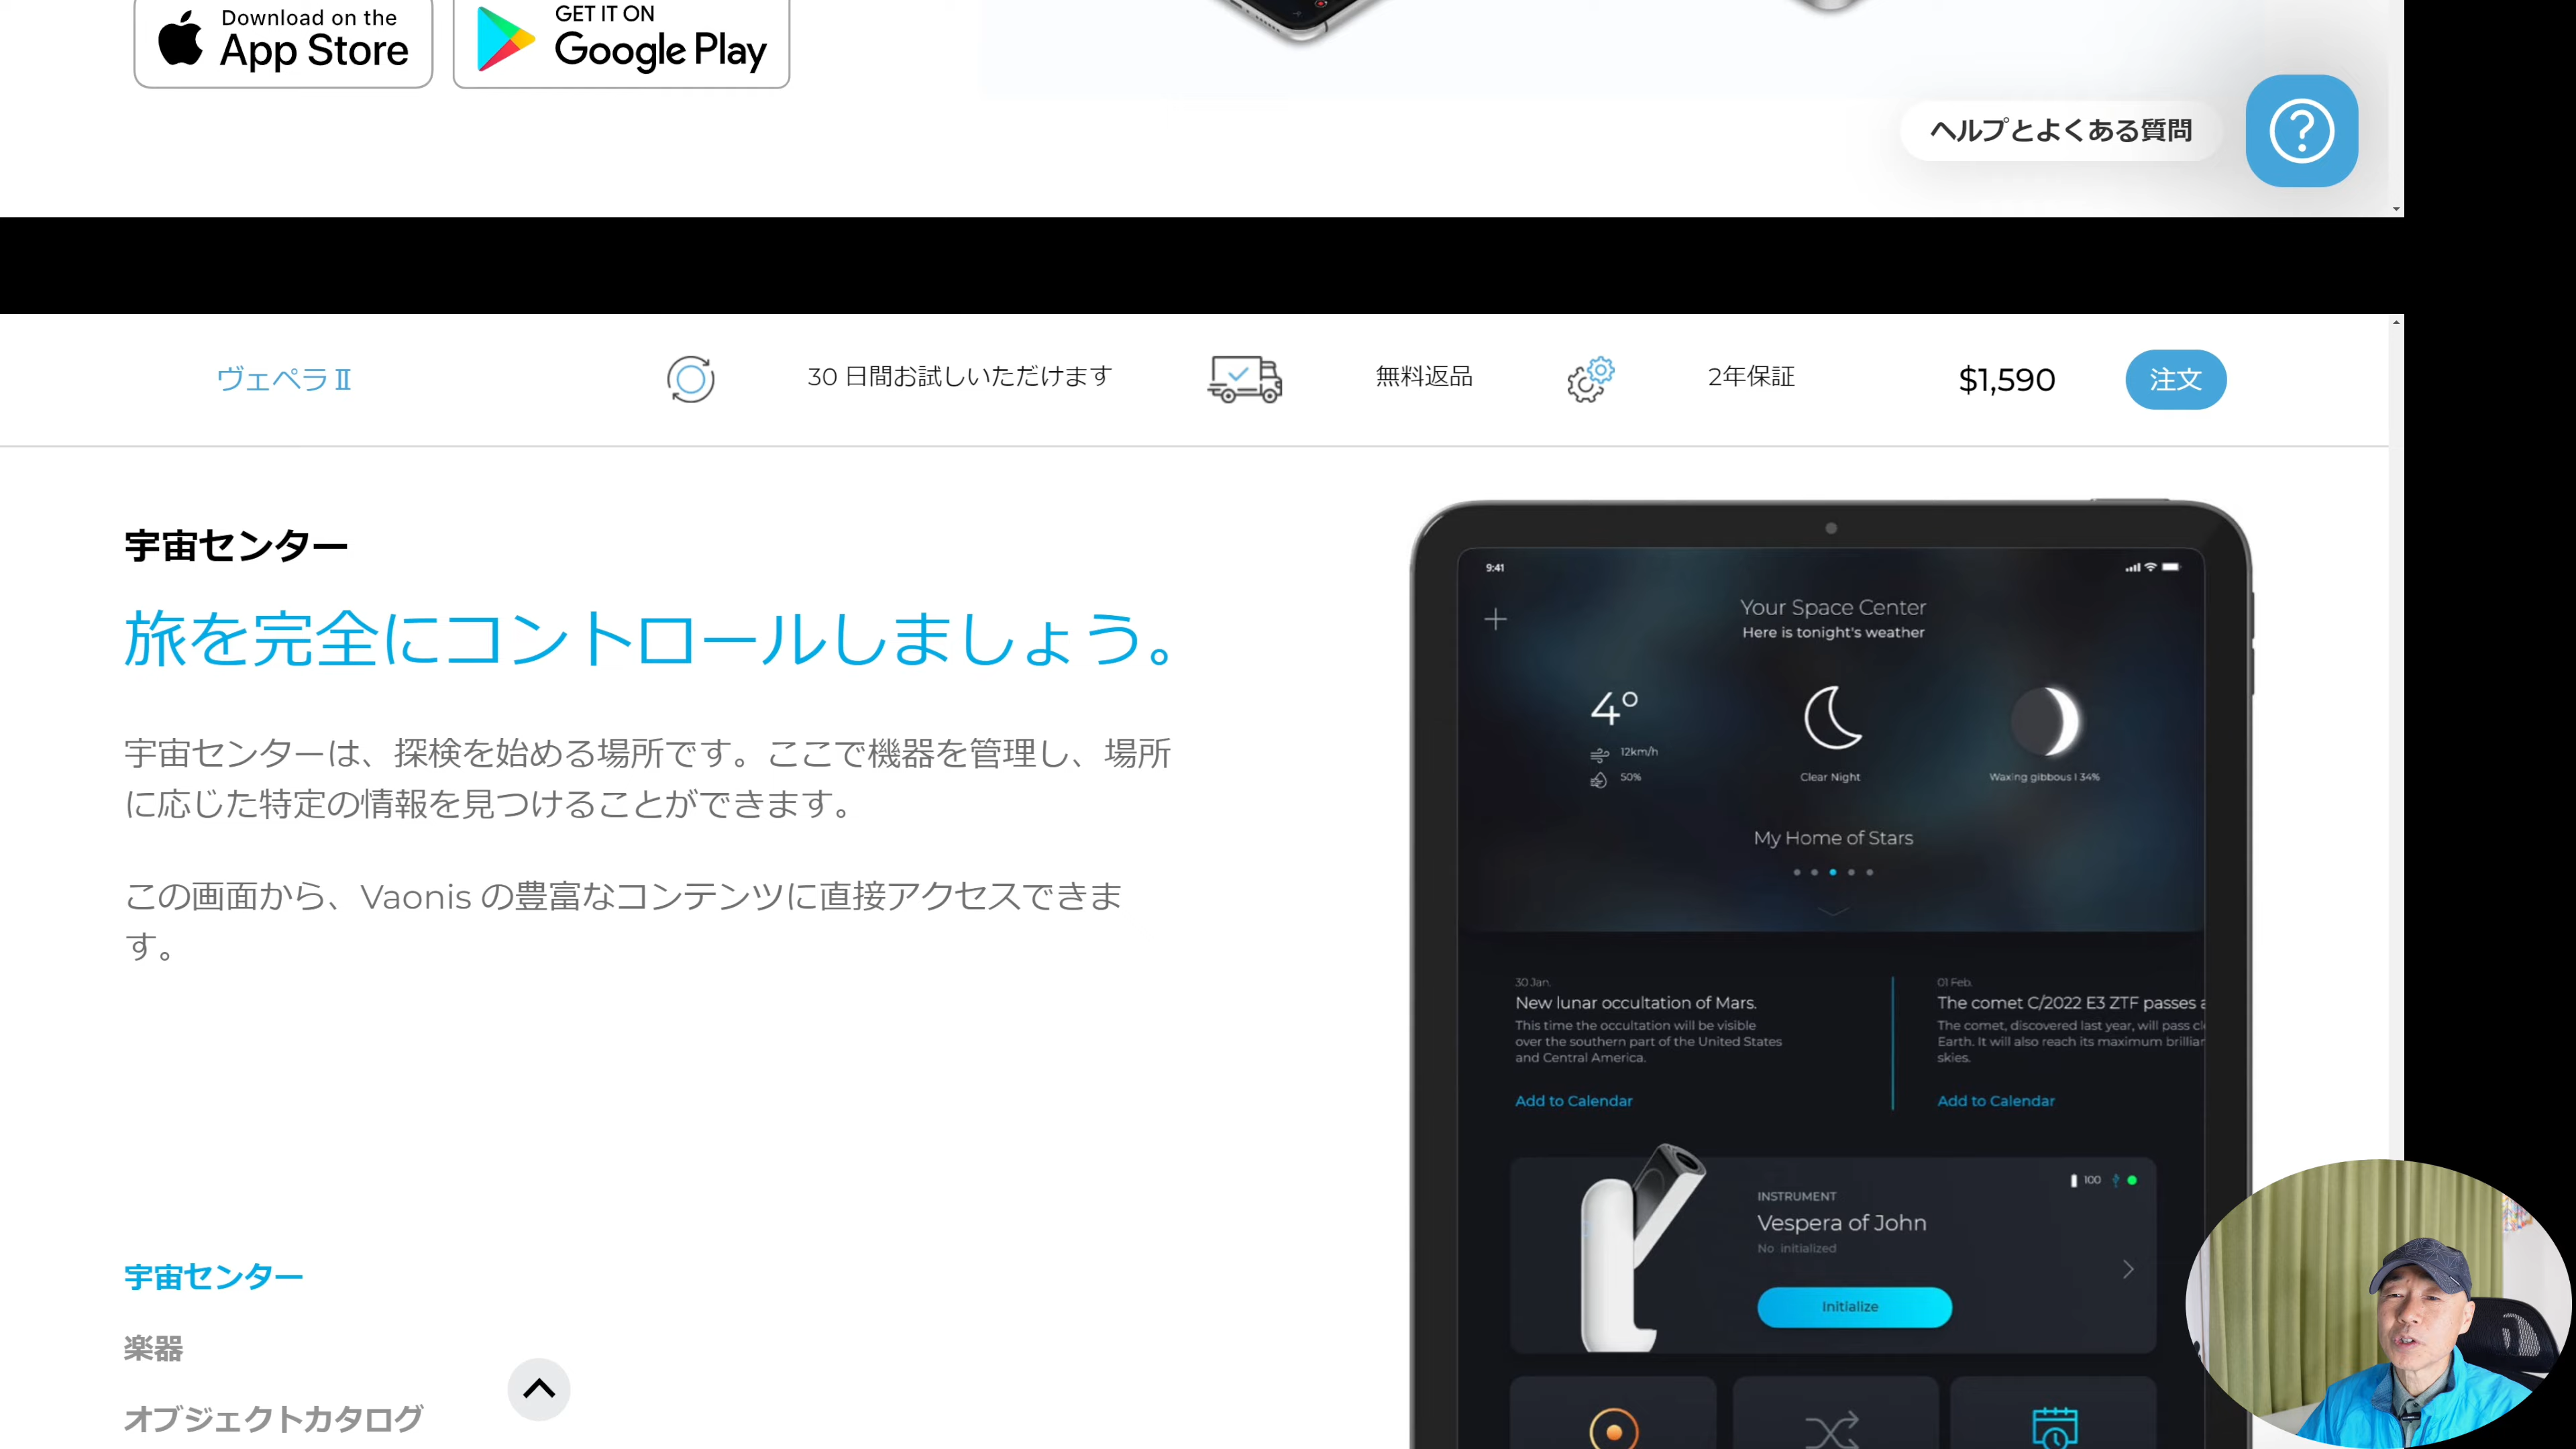 Download on the
App Store
GET IT ON
Google Play
ヘルプとよくある質問
ヴェペラ II
30 日間お試しいただけます
無料返品
2年保証
$1,590
注文
宇宙センター
旅を完全にコントロールしましょう。
宇宙センターは、探検を始める場所です。ここで機器を管理し、場所
に応じた特定の情報を見つけることができます。
この画面から、Vaonis の豊富なコンテンツに直接アクセスできま
す。
宇宙センター
楽器
オブジェクトカタログ
9:41
Your Space Center
Here is tonight's weather
4°
12km/h
50%
Clear Night
Waxing gibbous I 34%
My Home of Stars
30 Jan.
New lunar occultation of Mars.
This time the occultation will be visible
over the southern part of the United States
and Central America.
Add to Calendar
01 Feb.
The comet C/2022 E3 ZTF passes
The comet, discovered last year, will pass
Earth. It will also reach its maximum
skies.
Add to Calendar
INSTRUMENT
Vespera of John
No initialized
100
Initialize